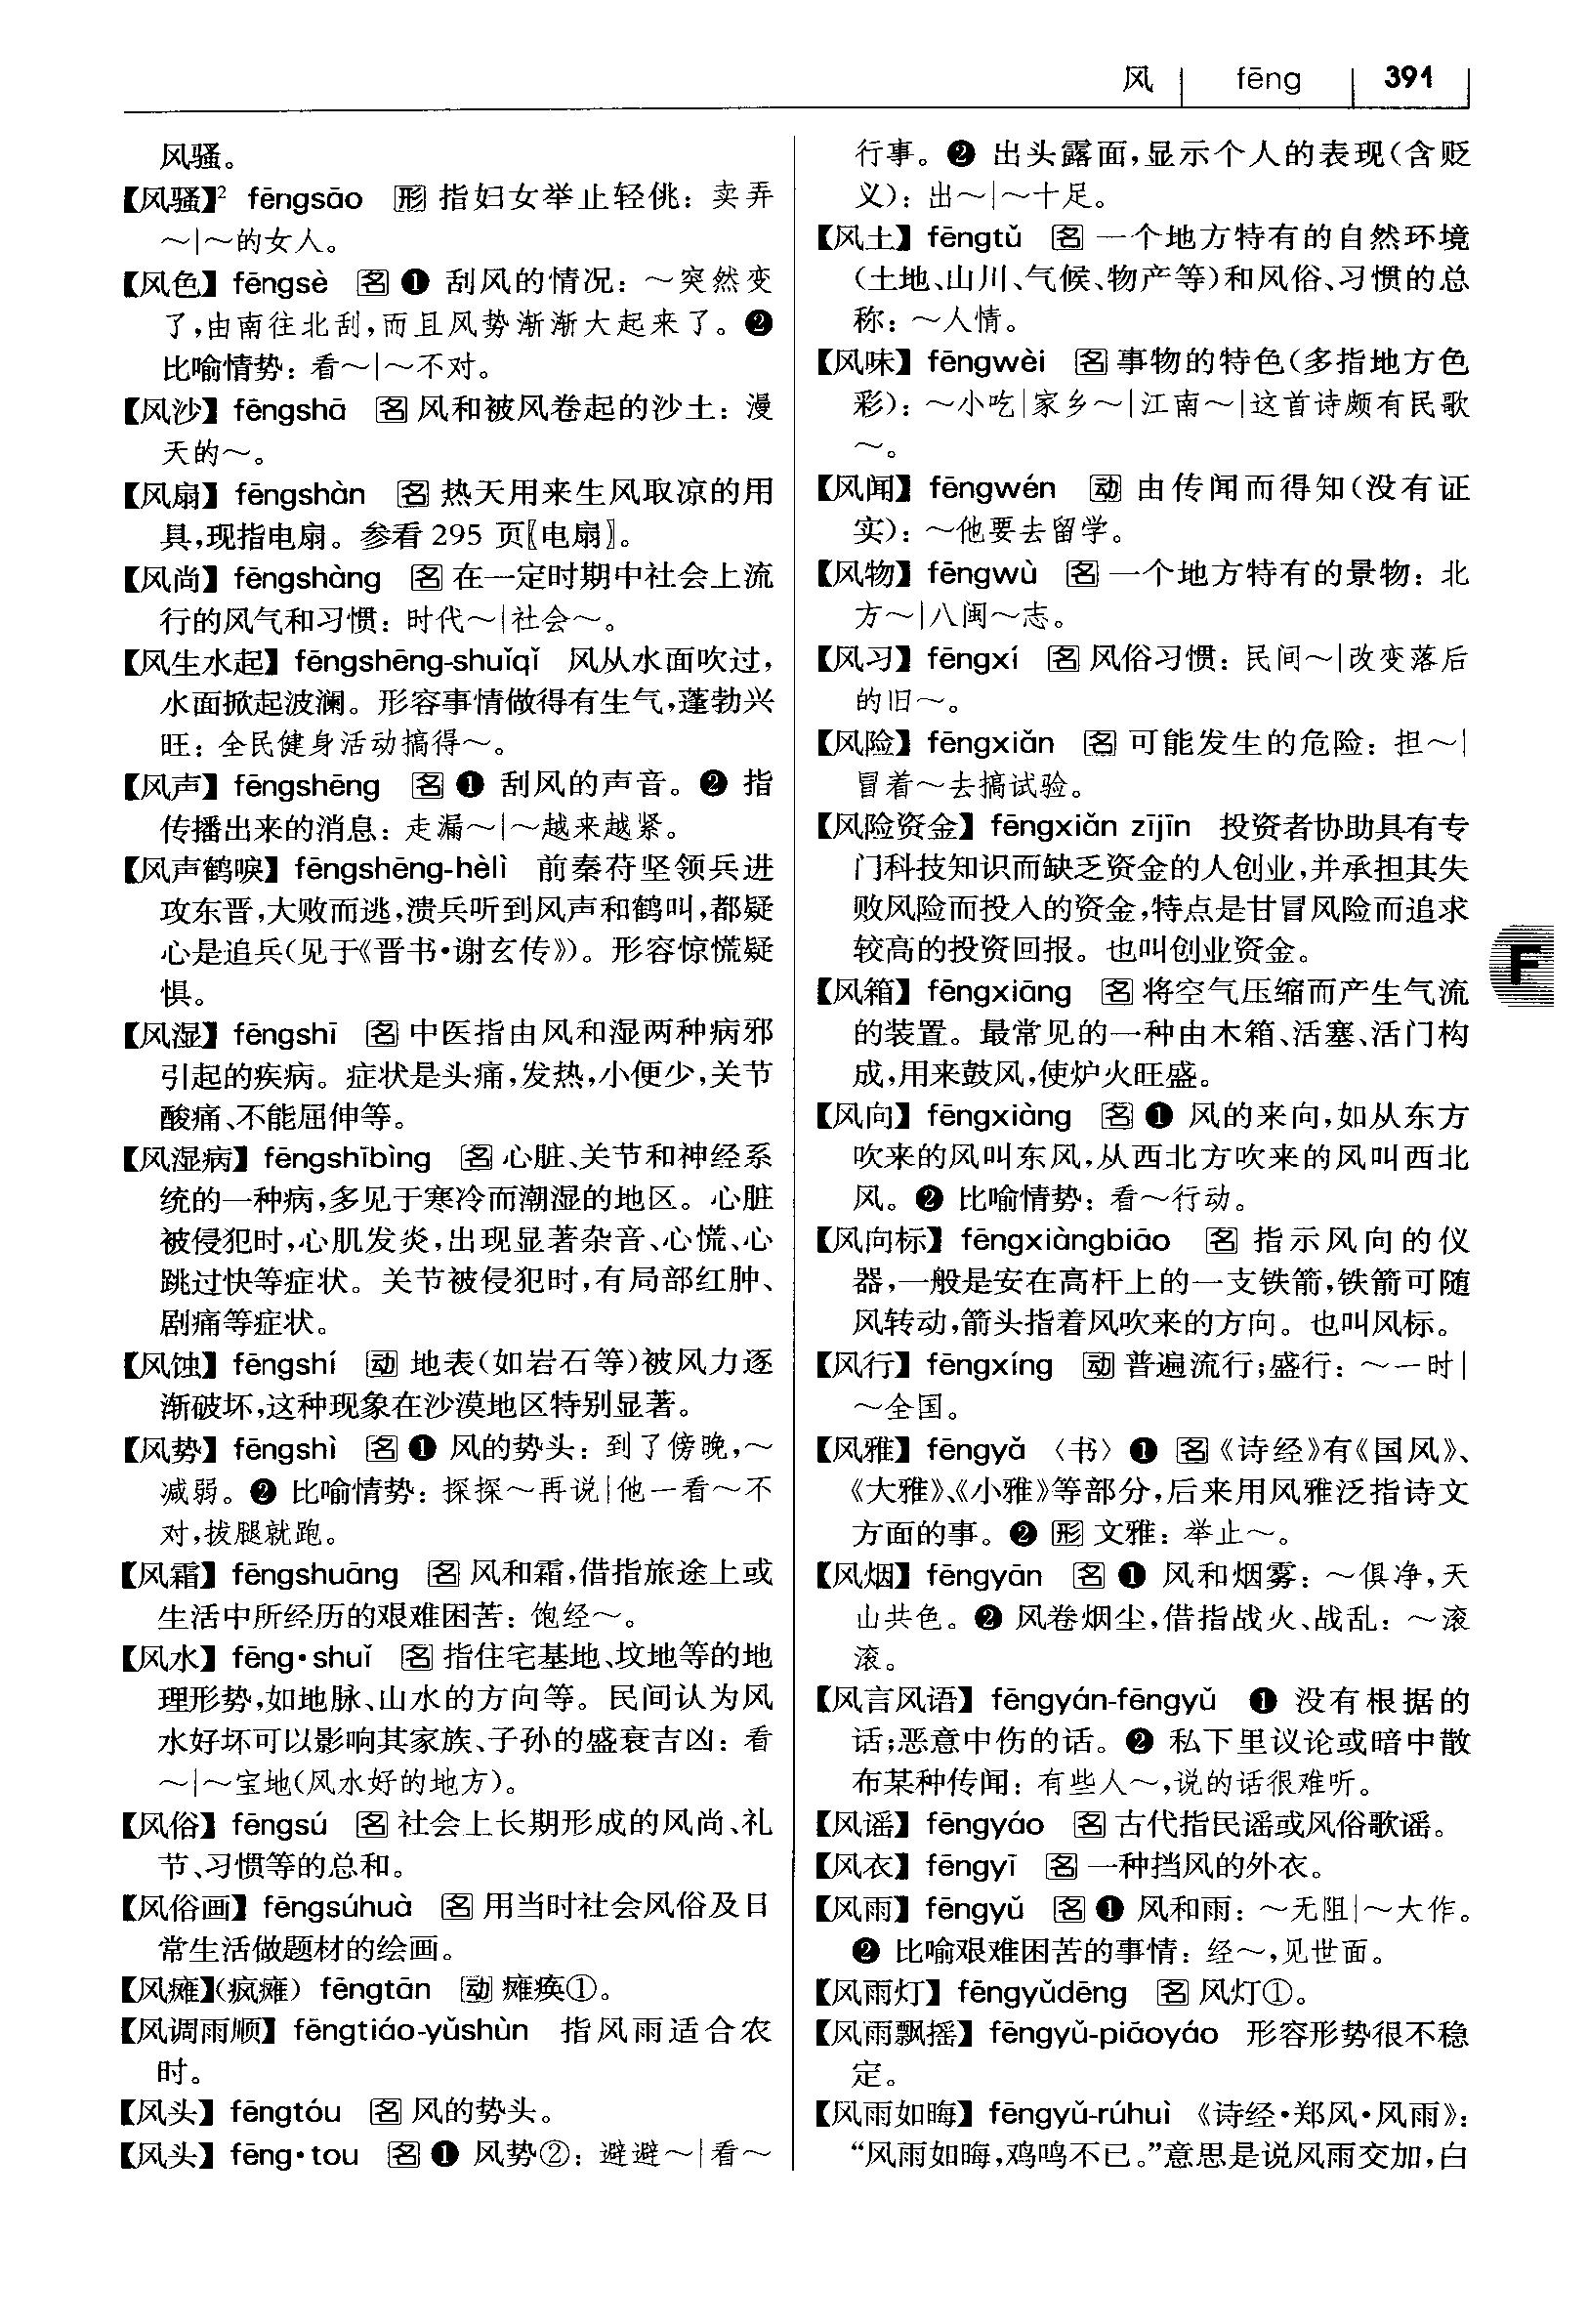 风 | fēng | 391
风骚。
【风骚】² fēngsāo 形 指妇女举止轻佻：卖弄
～|～的女人。
【风色】 fēngsè 名 ❶ 刮风的情况：～突然变
了,由南往北刮,而且风势渐渐大起来了。❷
比喻情势：看～|～不对。
【风沙】 fēngshā 名 风和被风卷起的沙土：漫
天的～。
【风扇】 fēngshàn 名 热天用来生风取凉的用
具,现指电扇。参看 295 页〖电扇〗。
【风尚】 fēngshàng 名 在一定时期中社会上流
行的风气和习惯：时代～|社会～。
【风生水起】 fēngshēng-shuǐqǐ 风从水面吹过,
水面掀起波澜。形容事情做得有生气,蓬勃兴
旺：全民健身活动搞得～。
【风声】 fēngshēng 名 ❶ 刮风的声音。❷ 指
传播出来的消息：走漏～|～越来越紧。
【风声鹤唳】 fēngshēng-hèlì 前秦苻坚领兵进
攻东晋,大败而逃,溃兵听到风声和鹤叫,都疑
心是追兵(见于《晋书·谢玄传》)。形容惊慌疑
惧。
【风湿】 fēngshī 名 中医指由风和湿两种病邪
引起的疾病。症状是头痛,发热,小便少,关节
酸痛、不能屈伸等。
【风湿病】 fēngshībìng 名 心脏、关节和神经系
统的一种病,多见于寒冷而潮湿的地区。心脏
被侵犯时,心肌发炎,出现显著杂音、心慌、心
跳过快等症状。关节被侵犯时,有局部红肿、
剧痛等症状。
【风蚀】 fēngshí 动 地表(如岩石等)被风力逐
渐破坏,这种现象在沙漠地区特别显著。
【风势】 fēngshì 名 ❶ 风的势头：到了傍晚,～
减弱。❷ 比喻情势：探探～再说|他一看～不
对,拔腿就跑。
【风霜】 fēngshuāng 名 风和霜,借指旅途上或
生活中所经历的艰难困苦：饱经～。
【风水】 fēng·shuǐ 名 指住宅基地、坟地等的地
理形势,如地脉、山水的方向等。民间认为风
水好坏可以影响其家族、子孙的盛衰吉凶：看
～|～宝地(风水好的地方)。
【风俗】 fēngsú 名 社会上长期形成的风尚、礼
节、习惯等的总和。
【风俗画】 fēngsúhuà 名 用当时社会风俗及日
常生活做题材的绘画。
【风瘫】(疯瘫) fēngtān 动 瘫痪①。
【风调雨顺】 fēngtiáo-yǔshùn 指风雨适合农
时。
【风头】 fēngtóu 名 风的势头。
【风头】 fēng·tou 名 ❶ 风势②：避避～|看～
行事。❷ 出头露面,显示个人的表现(含贬
义)：出～|～十足。
【风土】 fēngtǔ 名 一个地方特有的自然环境
(土地、山川、气候、物产等)和风俗、习惯的总
称：～人情。
【风味】 fēngwèi 名 事物的特色(多指地方色
彩)：～小吃|家乡～|江南～|这首诗颇有民歌
～。
【风闻】 fēngwén 动 由传闻而得知(没有证
实)：～他要去留学。
【风物】 fēngwù 名 一个地方特有的景物：北
方～|八闽～志。
【风习】 fēngxí 名 风俗习惯：民间～|改变落后
的旧～。
【风险】 fēngxiǎn 名 可能发生的危险：担～|
冒着～去搞试验。
【风险资金】 fēngxiǎn zījīn 投资者协助具有专
门科技知识而缺乏资金的人创业,并承担其失
败风险而投入的资金,特点是甘冒风险而追求
较高的投资回报。也叫创业资金。
【风箱】 fēngxiāng 名 将空气压缩而产生气流
的装置。最常见的一种由木箱、活塞、活门构
成,用来鼓风,使炉火旺盛。
【风向】 fēngxiàng 名 ❶ 风的来向,如从东方
吹来的风叫东风,从西北方吹来的风叫西北
风。❷ 比喻情势：看～行动。
【风向标】 fēngxiàngbiāo 名 指示风向的仪
器,一般是安在高杆上的一支铁箭,铁箭可随
风转动,箭头指着风吹来的方向。也叫风标。
【风行】 fēngxíng 动 普遍流行;盛行：～一时|
～全国。
【风雅】 fēngyǎ 〈书〉 ❶ 名《诗经》有《国风》、
《大雅》、《小雅》等部分,后来用风雅泛指诗文
方面的事。❷ 形 文雅：举止～。
【风烟】 fēngyān 名 ❶ 风和烟雾：～俱净,天
山共色。❷ 风卷烟尘,借指战火、战乱：～滚
滚。
【风言风语】 fēngyán-fēngyǔ ❶ 没有根据的
话;恶意中伤的话。❷ 私下里议论或暗中散
布某种传闻：有些人～,说的话很难听。
【风谣】 fēngyáo 名 古代指民谣或风俗歌谣。
【风衣】 fēngyī 名 一种挡风的外衣。
【风雨】 fēngyǔ 名 ❶ 风和雨：～无阻|～大作。
❷ 比喻艰难困苦的事情：经～,见世面。
【风雨灯】 fēngyǔdēng 名 风灯①。
【风雨飘摇】 fēngyǔ-piāoyáo 形容形势很不稳
定。
【风雨如晦】 fēngyǔ-rúhuì 《诗经·郑风·风雨》：
“风雨如晦,鸡鸣不已。”意思是说风雨交加,白
F